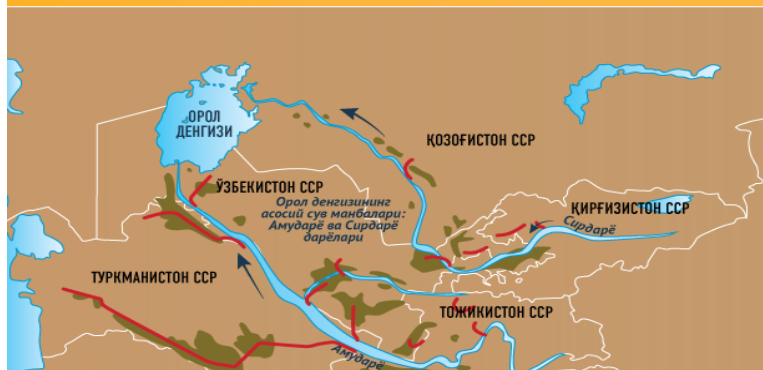 ОРОЛ
ДЕНГИЗИ
ҚОЗОҒИСТОН ССР
ЎЗБЕКИСТОН ССР
Орол денгизининг
асосий сув манбалари:
Амударё ва Сирдарё
дарёлари
ҚИРҒИЗИСТОН ССР
Сирдарё
ТУРКМАНИСТОН ССР
ТОЖИКИСТОН ССР
Амударё